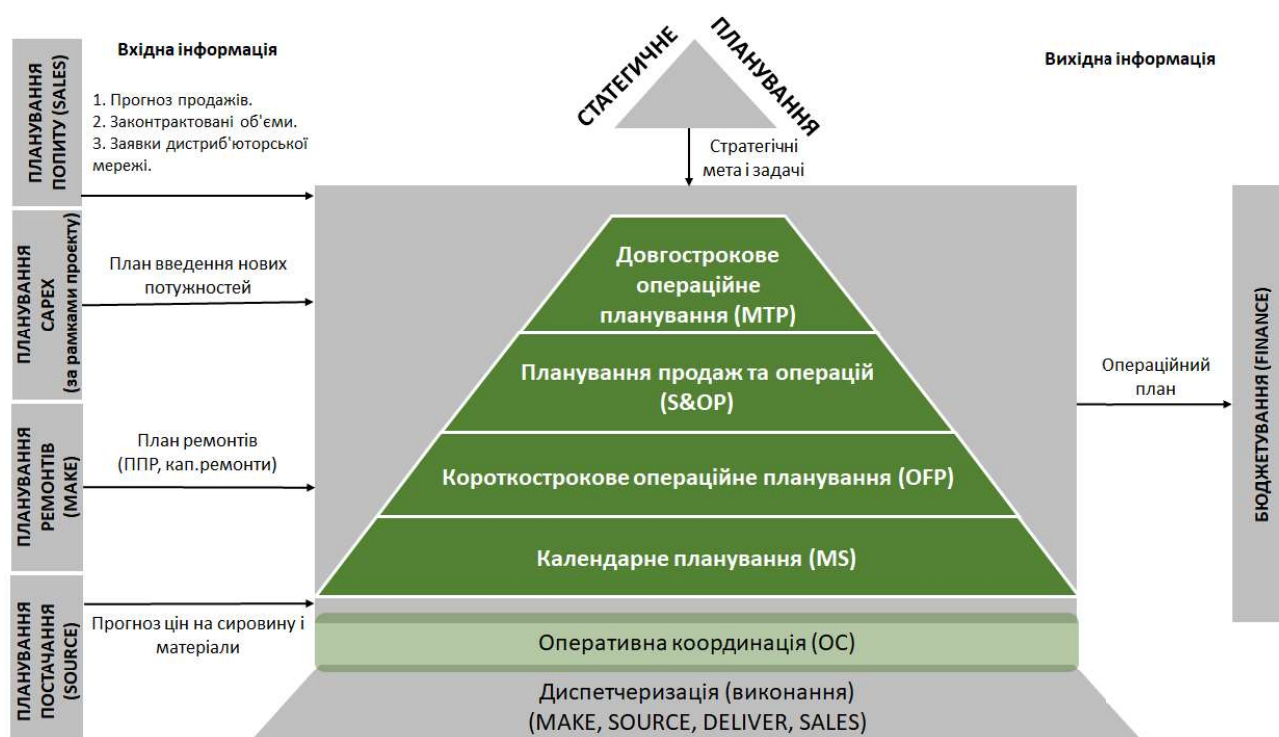 Вхідна інформація
СТАТЕГИЧНЕ
ПЛАНУВАННЯ
Вихідна інформація
ПЛАНУВАННЯ
ПОПИТУ (SALES)
1. Прогноз продажів.
2. Законтрактовані об'єми.
3. Заявки дистриб'юторської
мережі.
Стратегічні
мета і задачі
ПЛАНУВАННЯ
CAPEX
(за рамками проєкту)
План введення нових
потужностей
Довгострокове
операційне
планування (MTP)
Планування продаж та операцій
(S&OP)
Операційний
план
БЮДЖЕТУВАННЯ (FINANCE)
ПЛАНУВАННЯ
РЕМОНТІВ
(MAKE)
План ремонтів
(ППР, кап.ремонти)
Короткострокове операційне планування (OFP)
Календарне планування (MS)
ПЛАНУВАННЯ
ПОСТАЧАННЯ
(SOURCE)
Прогноз цін на сировину і
матеріали
Оперативна координація (ОС)
Диспетчеризація (виконання)
(MAKE, SOURCE, DELIVER, SALES)